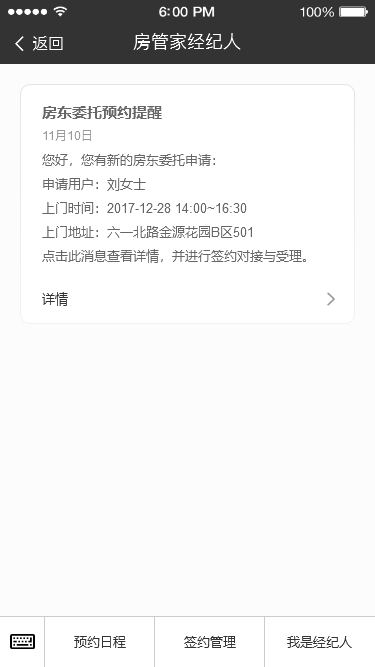 6:00 PM
100%
返回
房管家经纪人
房东委托预约提醒
11月10日
您好，您有新的房东委托申请：
申请用户：刘女士
上门时间：2017-12-28 14:00~16:30
上门地址：六一北路金源花园B区501
点击此消息查看详情，并进行签约对接与受理。
详情
预约日程
签约管理
我是经纪人